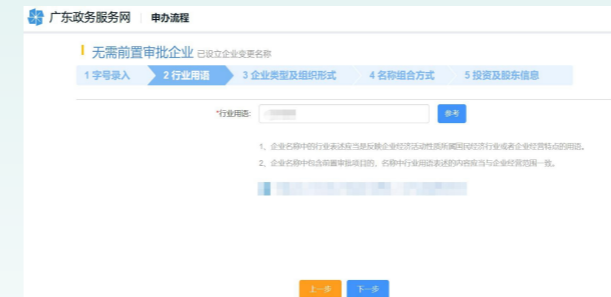 广东政务服务网 申办流程
无需前置审批企业 已设立企业变更名称
1 字号录入 2 行业用语 3 企业类型及组织形式 4 名称组合方式 5 投资及股东信息
*行业用语: 参考
1、企业名称中的行业表述应当是反映企业经济活动性质所属国民经济行业或者企业经营特点的用语。
2、企业名称中包含前置审批项目的，名称中行业用语表述的内容应当与企业经营范围一致。
上一步 下一步